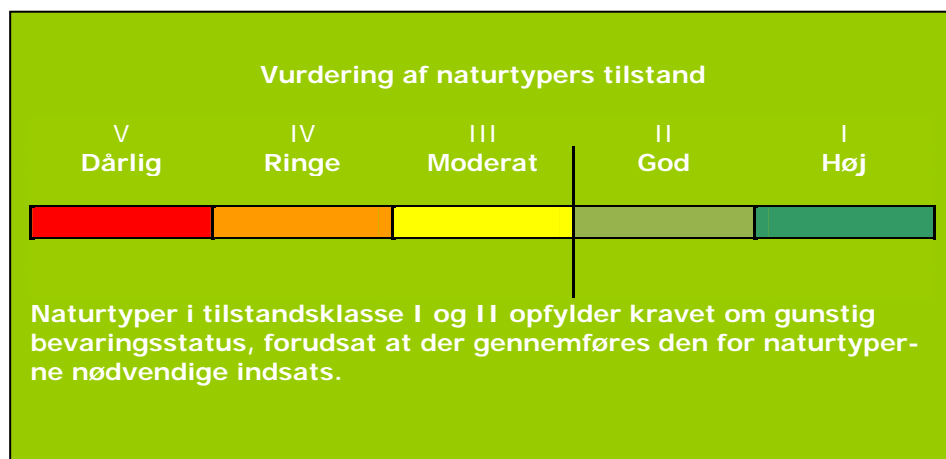 Vurdering af naturtypers tilstand
V IV III II I
Dårlig Ringe Moderat God Høj
Naturtyper i tilstandsklasse I og II opfylder kravet om gunstig
bevaringsstatus, forudsat at der gennemføres den for naturtyper-
ne nødvendige indsats.